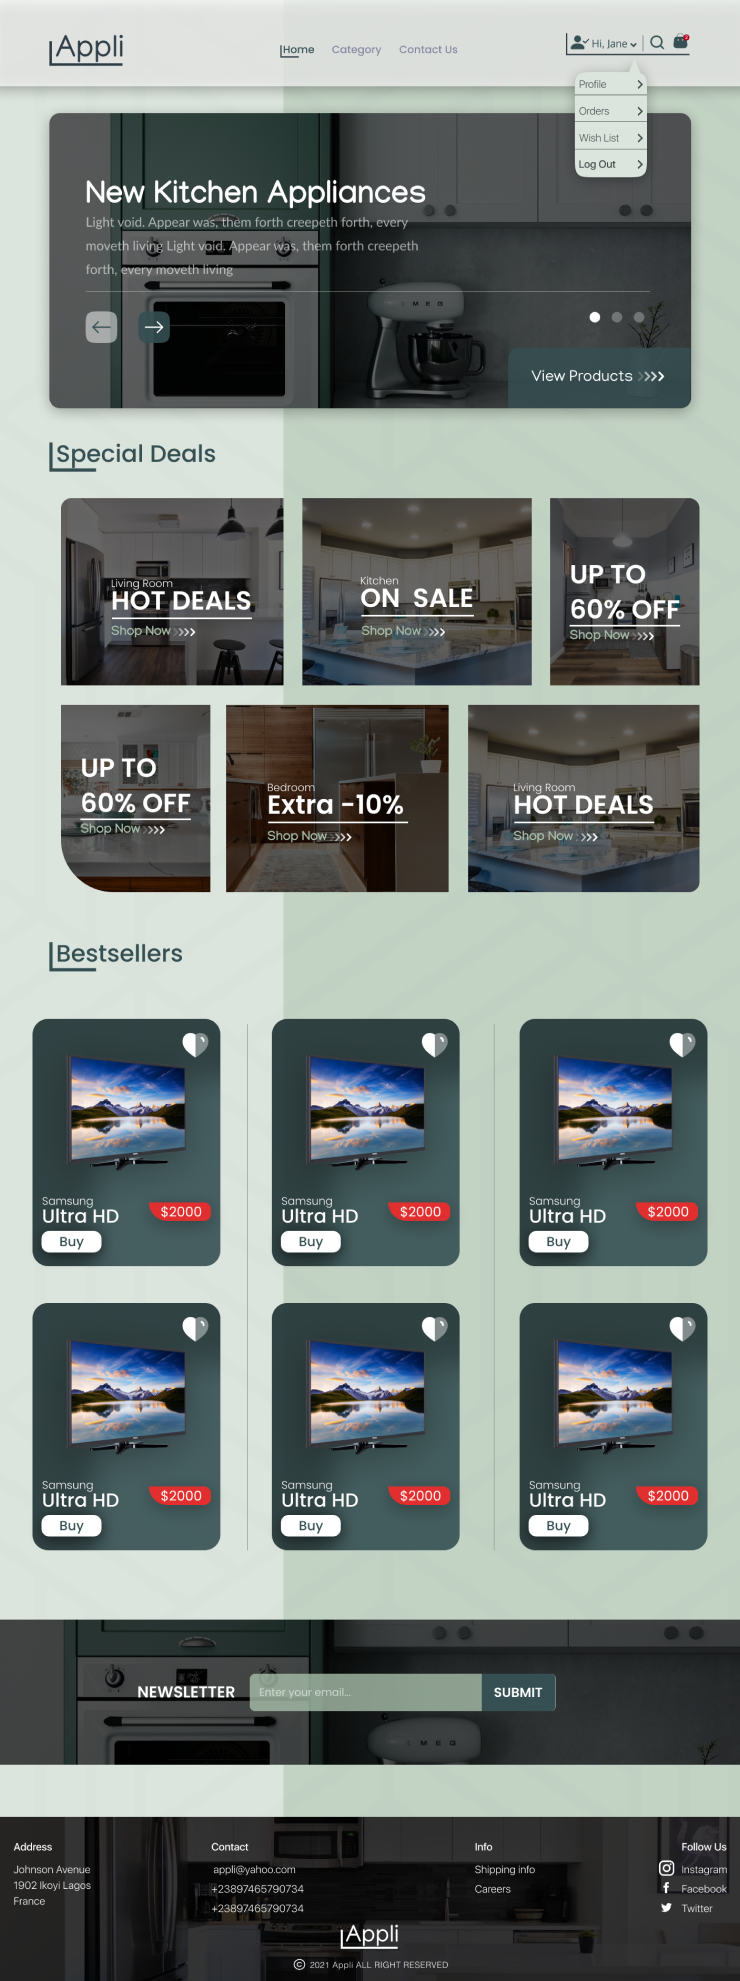 Appli
Home Category Contact Us
Hi, Jane
2
Profile
Orders
Wish List
Log Out
New Kitchen Appliances
Light void. Appear was, them forth creepeth forth, every
moveth living Light void. Appear was, them forth creepeth
forth, every moveth living
SMEG
View Products
Special Deals
Living Room
HOT DEALS
Shop Now
Kitchen
ON SALE
Shop Now
UP TO
60% OFF
Shop Now
UP TO
60% OFF
Shop Now
Bedroom
Extra -10%
Shop Now
Living Room
HOT DEALS
Shop Now
Bestsellers
Samsung
Ultra HD
$2000
Buy
Samsung
Ultra HD
$2000
Buy
Samsung
Ultra HD
$2000
Buy
Samsung
Ultra HD
$2000
Buy
Samsung
Ultra HD
$2000
Buy
Samsung
Ultra HD
$2000
Buy
NEWSLETTER
Enter your email...
SUBMIT
SMEG
Address
Johnson Avenue
1902 Ikoyi Lagos
France
Contact
appli@yahoo.com
+23897465790734
+23897465790734
Info
Shipping info
Careers
Follow Us
Instagram
Facebook
Twitter
Appli
© 2021 Appli ALL RIGHT RESERVED